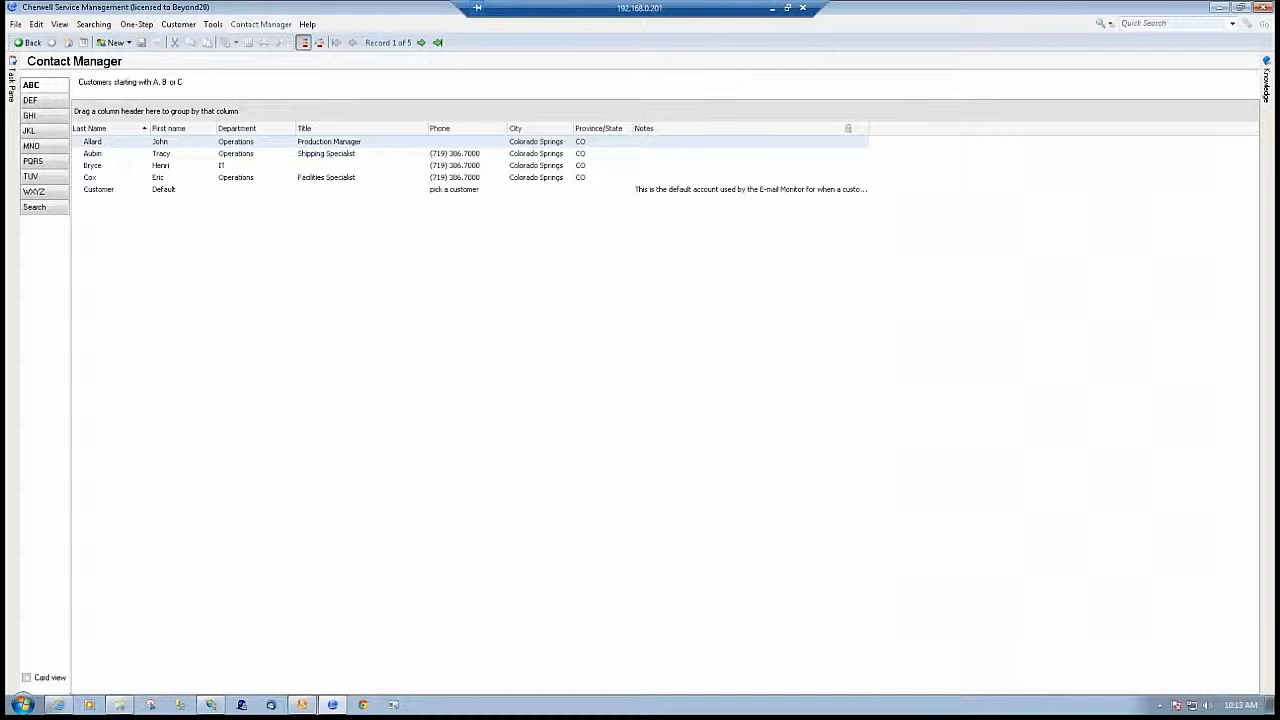 Cherwell Service Management (licensed to Beyond20)
192.168.0.201
File Edit View Searching One-Step Customer Tools Contact Manager Help
Quick Search
Back New Record 1 of 5 Go
Contact Manager
Task Pane
Knowledge
ABC
DEF
GHI
JKL
MNO
PQRS
TUV
WXYZ
Search
Customers starting with A, B or C
Drag a column header here to group by that column
Last Name First name Department Title Phone City Province/State Notes
Allard John Operations Production Manager Colorado Springs CO
Aubin Tracy Operations Shipping Specialist (719) 386.7000 Colorado Springs CO
Bryce Henri IT (719) 386.7000 Colorado Springs CO
Cox Eric Operations Facilities Specialist (719) 386.7000 Colorado Springs CO
Customer Default pick a customer This is the default account used by the E-mail Monitor for when a custo...
Card view
10:13 AM